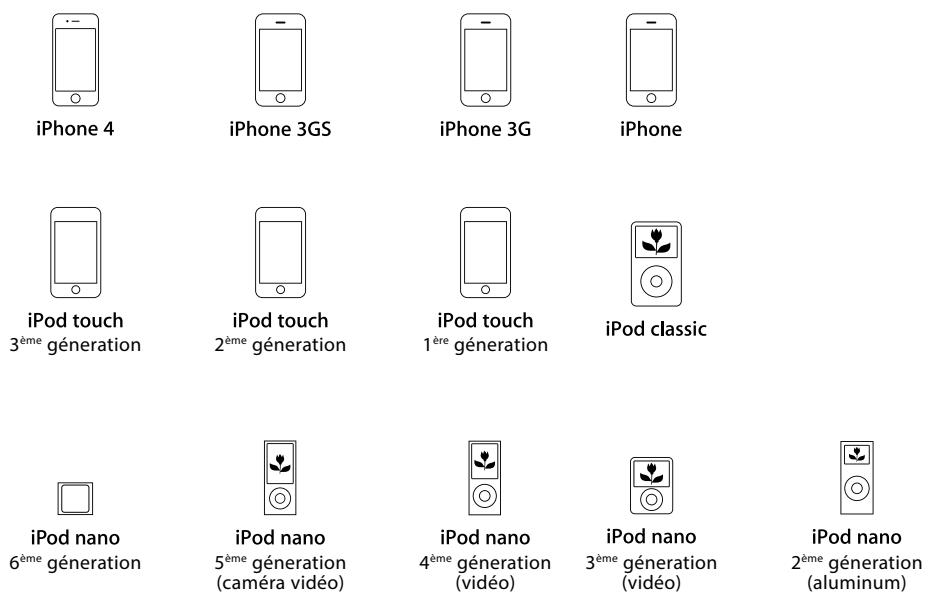 iPhone 4
iPhone 3GS
iPhone 3G
iPhone
iPod touch
3ème géneration
iPod touch
2ème géneration
iPod touch
1ère géneration
iPod classic
iPod nano
6ème géneration
iPod nano
5ème géneration
(caméra vidéo)
iPod nano
4ème géneration
(vidéo)
iPod nano
3ème géneration
(vidéo)
iPod nano
2ème géneration
(aluminum)